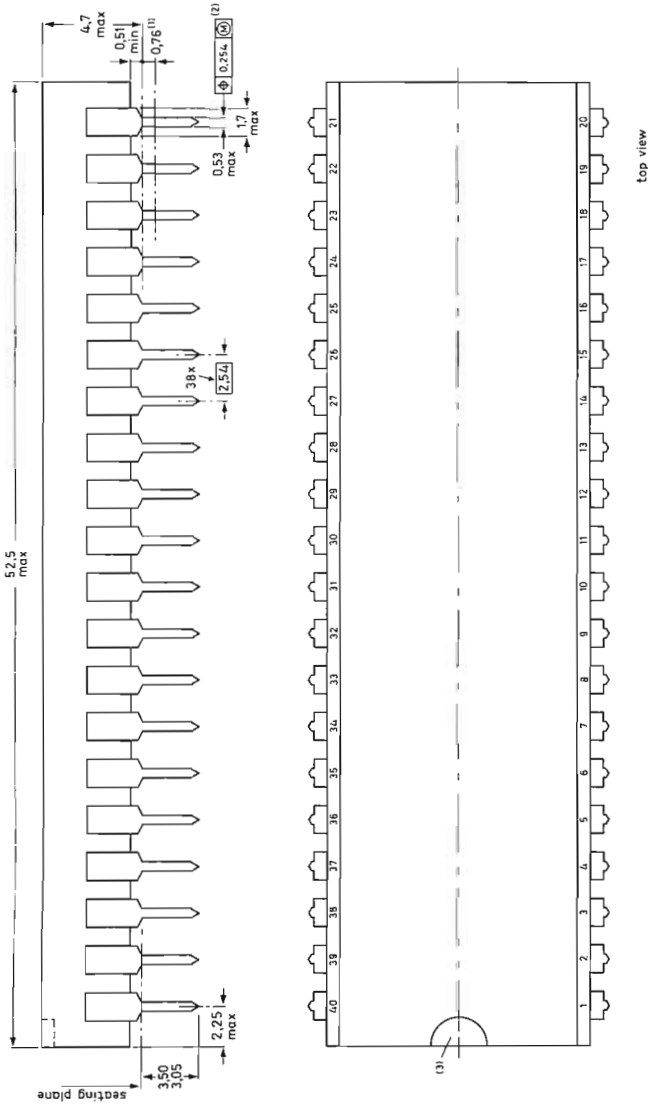 52,5
max
4,7
max
0,51
min
0,76 (1)
⌖ 0,254 Ⓜ (2)
0,53
max
1,7
max
38x
2,54
2,25
max
3,50
3,05
seating plane
40 39 38 37 36 35 34 33 32 31 30 29 28 27 26 25 24 23 22 21
(3)
1 2 3 4 5 6 7 8 9 10 11 12 13 14 15 16 17 18 19 20
top view